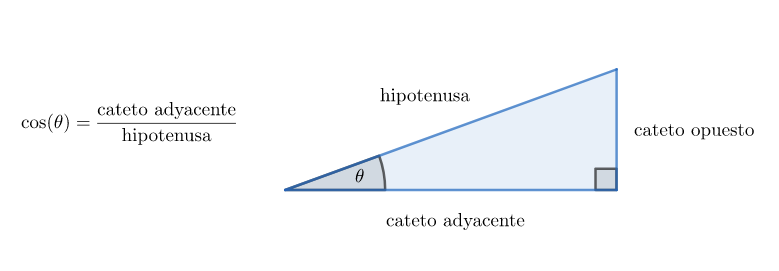 hipotenusa
cos(θ) = cateto adyacente / hipotenusa
cateto opuesto
θ
cateto adyacente